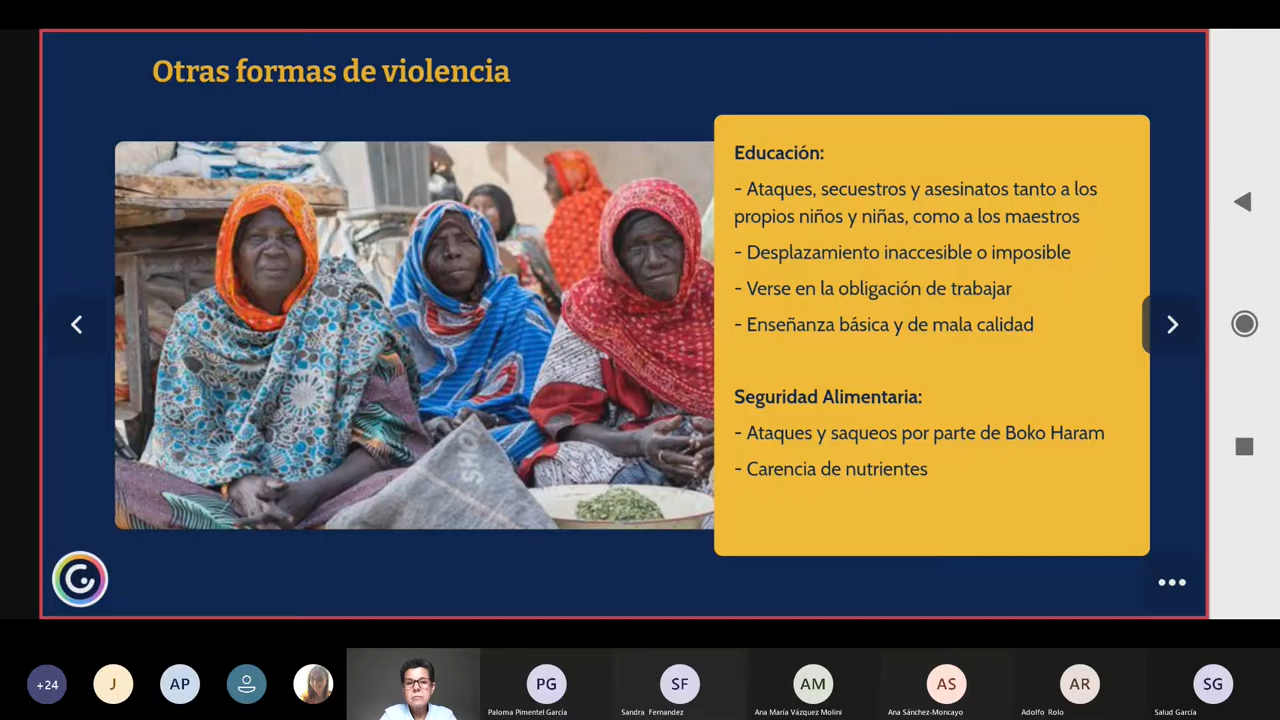 Otras formas de violencia
Educación:
- Ataques, secuestros y asesinatos tanto a los
propios niños y niñas, como a los maestros
- Desplazamiento inaccesible o imposible
- Verse en la obligación de trabajar
- Enseñanza básica y de mala calidad
Seguridad Alimentaria:
- Ataques y saqueos por parte de Boko Haram
- Carencia de nutrientes
+24
J
AP
PG
SF
AM
AS
AR
SG
Paloma Pimentel García
Sandra Fernandez
Ana María Vázquez Molini
Ana Sánchez-Moncayo
Adolfo Rolo
Salud García